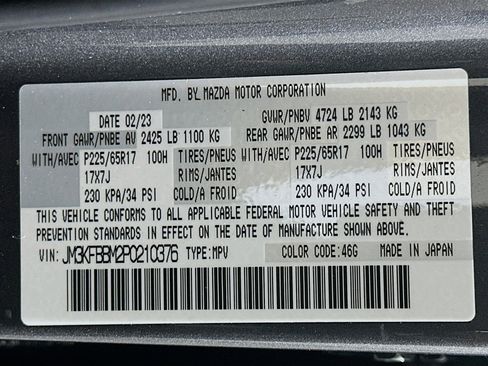 MFD. BY MAZDA MOTOR CORPORATION
DATE 02/23 GVWR/PNBV 4724 LB 2143 KG
FRONT GAWR/PNBE AV 2425 LB 1100 KG REAR GAWR/PNBE AR 2299 LB 1043 KG
WITH/AVEC P225/65R17 100H TIRES/PNEUS WITH/AVEC P225/65R17 100H TIRES/PNEUS
17X7J RIMS/JANTES 17X7J RIMS/JANTES
230 KPA/34 PSI COLD/A FROID 230 KPA/34 PSI COLD/A FROID
THIS VEHICLE CONFORMS TO ALL APPLICABLE FEDERAL MOTOR VEHICLE SAFETY AND THEFT
PREVENTION STANDARDS IN EFFECT ON THE DATE OF MANUFACTURE SHOWN ABOVE.
VIN: JM3KFBBM2P0210376 TYPE: MPV COLOR CODE: 46G MADE IN JAPAN